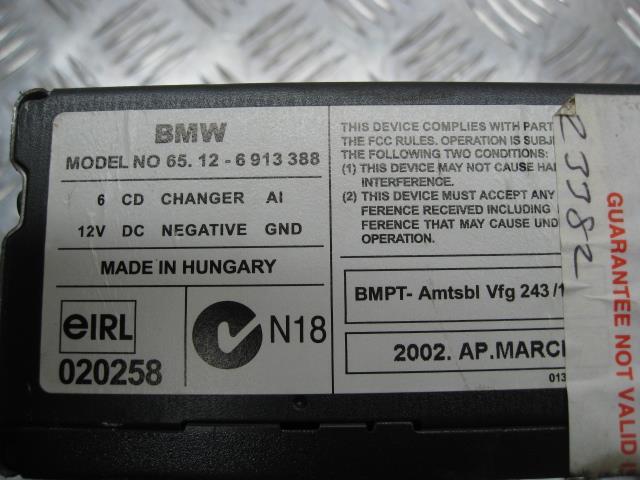 BMW
MODEL NO 65. 12 - 6 913 388
6 CD CHANGER AI
12V DC NEGATIVE GND
MADE IN HUNGARY
eIRL
020258
N18
THIS DEVICE COMPLIES WITH PART
THE FCC RULES. OPERATION IS SUBJ
THE FOLLOWING TWO CONDITIONS:
(1) THIS DEVICE MAY NOT CAUSE HA
INTERFERENCE.
(2) THIS DEVICE MUST ACCEPT ANY
FERENCE RECEIVED INCLUDING
FERENCE THAT MAY CAUSE UND
OPERATION.
BMPT- Amtsbl Vfg 243 /1
2002. AP.MARC
013
23382
GUARANTEE NOT VALID